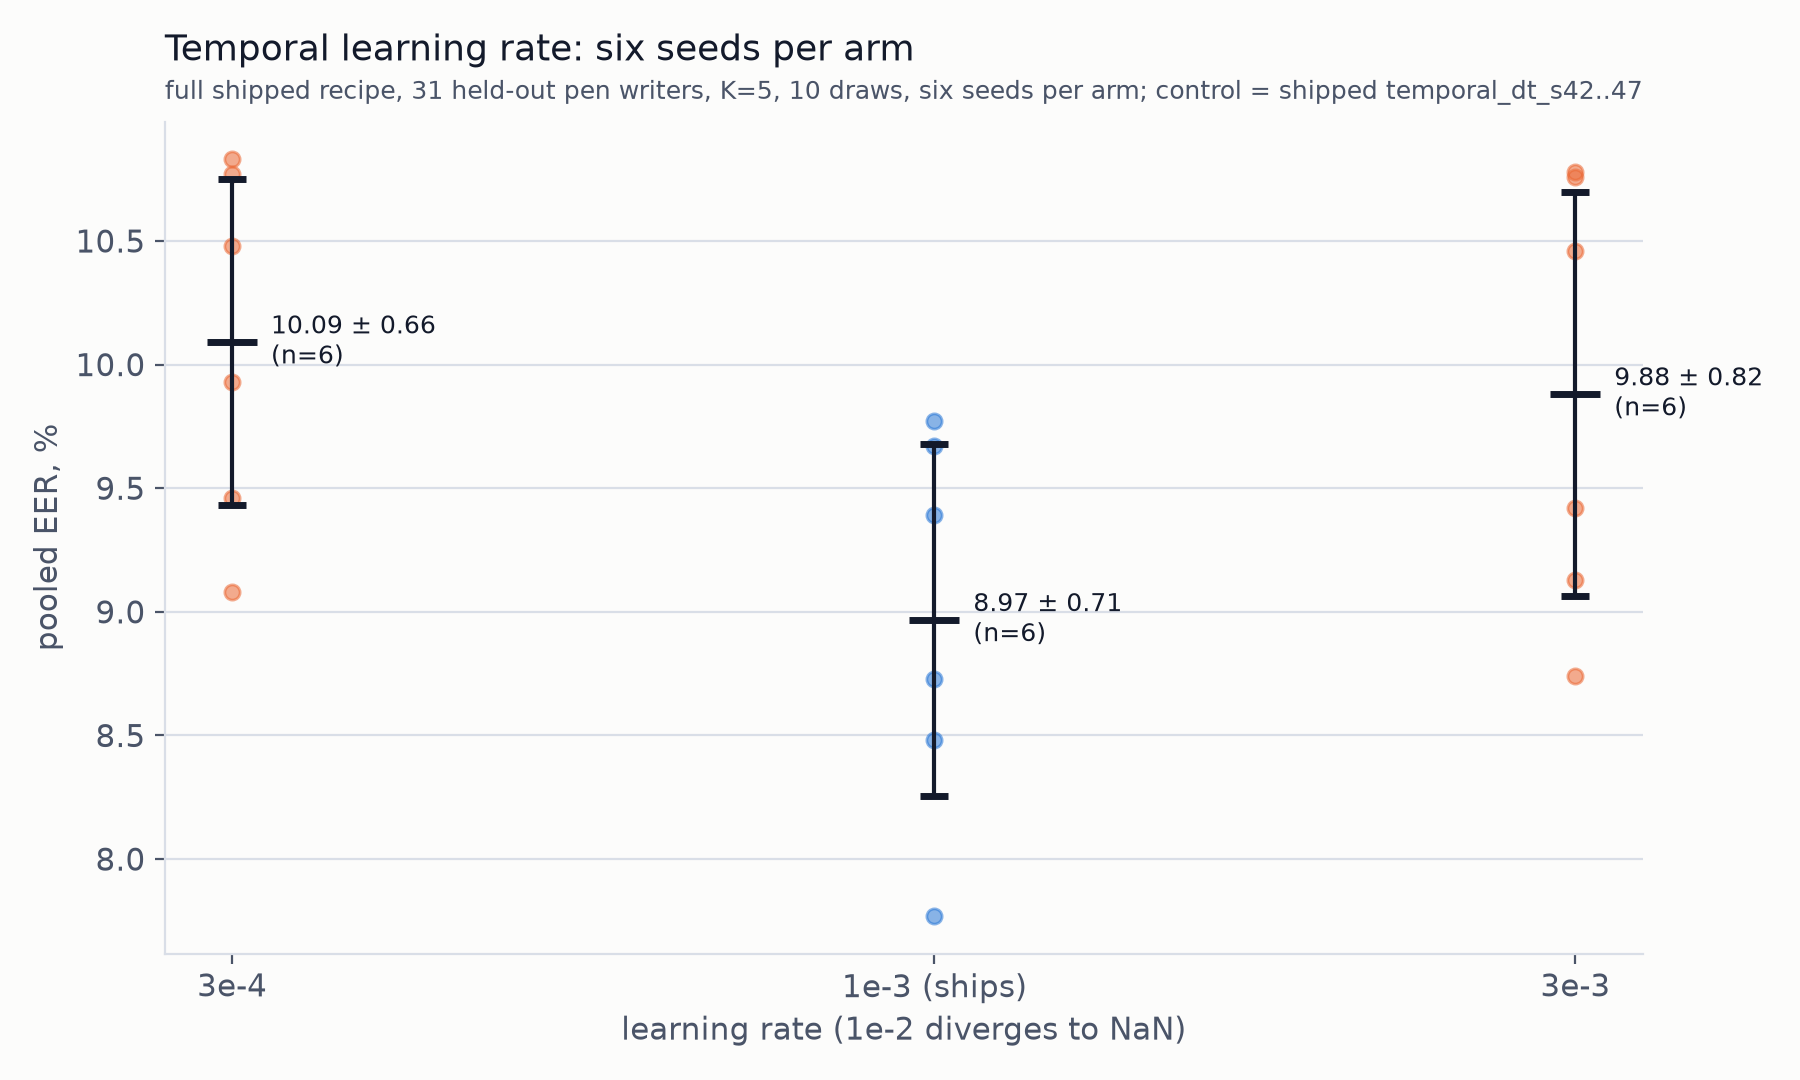 Temporal learning rate: six seeds per arm
full shipped recipe, 31 held-out pen writers, K=5, 10 draws, six seeds per arm; control = shipped temporal_dt_s42..47
pooled EER, %
10.5
10.0
9.5
9.0
8.5
8.0
10.09 ± 0.66
(n=6)
8.97 ± 0.71
(n=6)
9.88 ± 0.82
(n=6)
3e-4
1e-3 (ships)
3e-3
learning rate (1e-2 diverges to NaN)